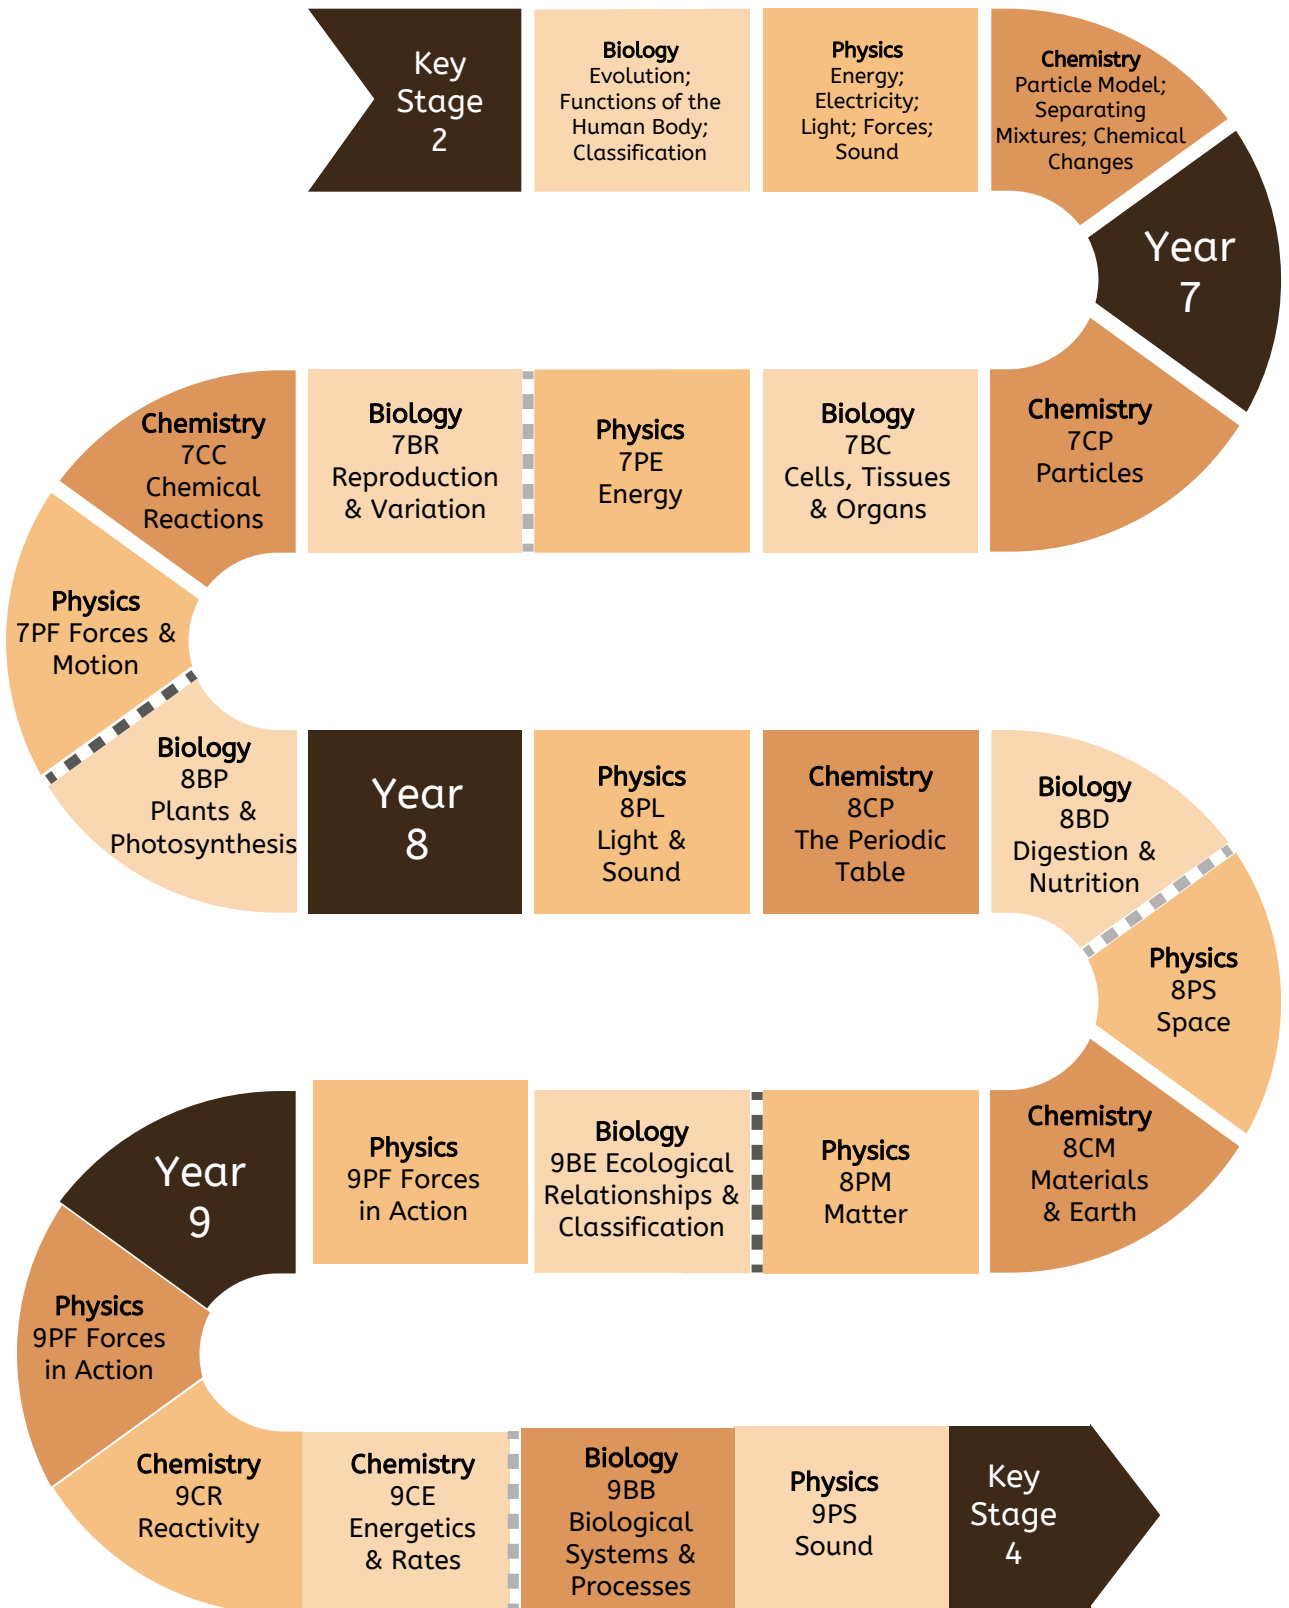 Key
Stage
2
Biology
Evolution;
Functions of the
Human Body;
Classification
Physics
Energy;
Electricity;
Light; Forces;
Sound
Chemistry
Particle Model;
Separating
Mixtures; Chemical
Changes
Year
7
Chemistry
7CP
Particles
Biology
7BC
Cells, Tissues
& Organs
Physics
7PE
Energy
Biology
7BR
Reproduction
& Variation
Chemistry
7CC
Chemical
Reactions
Physics
7PF Forces &
Motion
Biology
8BP
Plants &
Photosynthesis
Year
8
Physics
8PL
Light &
Sound
Chemistry
8CP
The Periodic
Table
Biology
8BD
Digestion &
Nutrition
Physics
8PS
Space
Chemistry
8CM
Materials
& Earth
Physics
8PM
Matter
Biology
9BE Ecological
Relationships &
Classification
Physics
9PF Forces
in Action
Year
9
Physics
9PF Forces
in Action
Chemistry
9CR
Reactivity
Chemistry
9CE
Energetics
& Rates
Biology
9BB
Biological
Systems &
Processes
Physics
9PS
Sound
Key
Stage
4